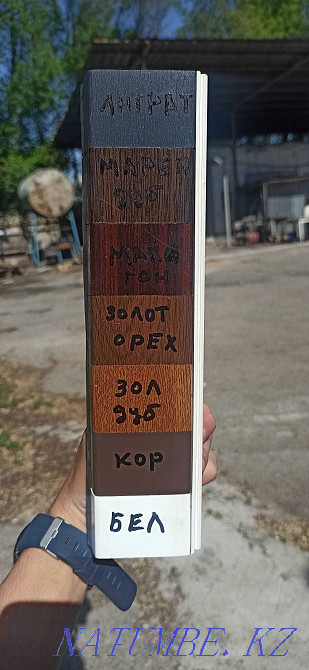 АНТРАТ
МАРЕН
дуб
МАХА
ГОН
ЗОЛОТ
ОРЕХ
ЗОЛ
дуб
КОР
БЕЛ
NATUMBE.KZ